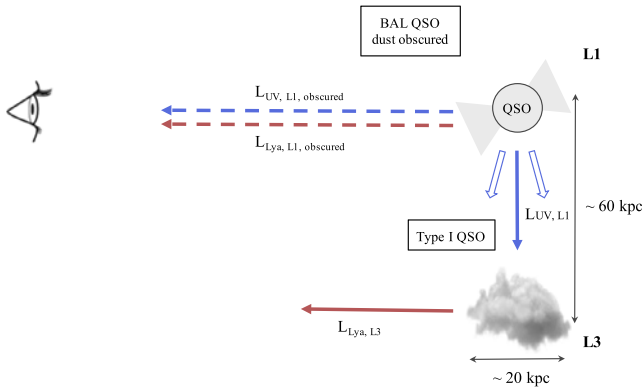 BAL QSO
dust obscured
L1
L_UV, L1, obscured
QSO
L_Lya, L1, obscured
~ 60 kpc
L_UV, L1
Type I QSO
L_Lya, L3
L3
~ 20 kpc